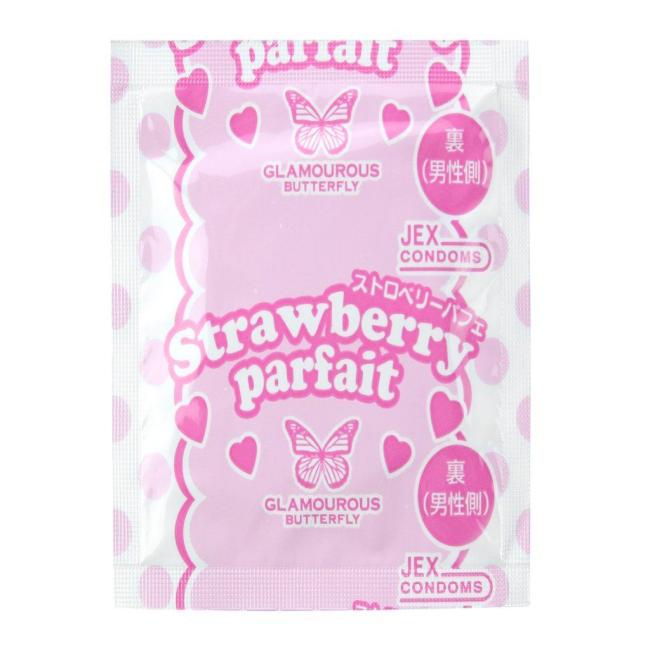 parfait
GLAMOUROUS
BUTTERFLY
裏
(男性側)
JEX
CONDOMS
ストロベリーパフェ
Strawberry
parfait
GLAMOUROUS
BUTTERFLY
裏
(男性側)
JEX
CONDOMS